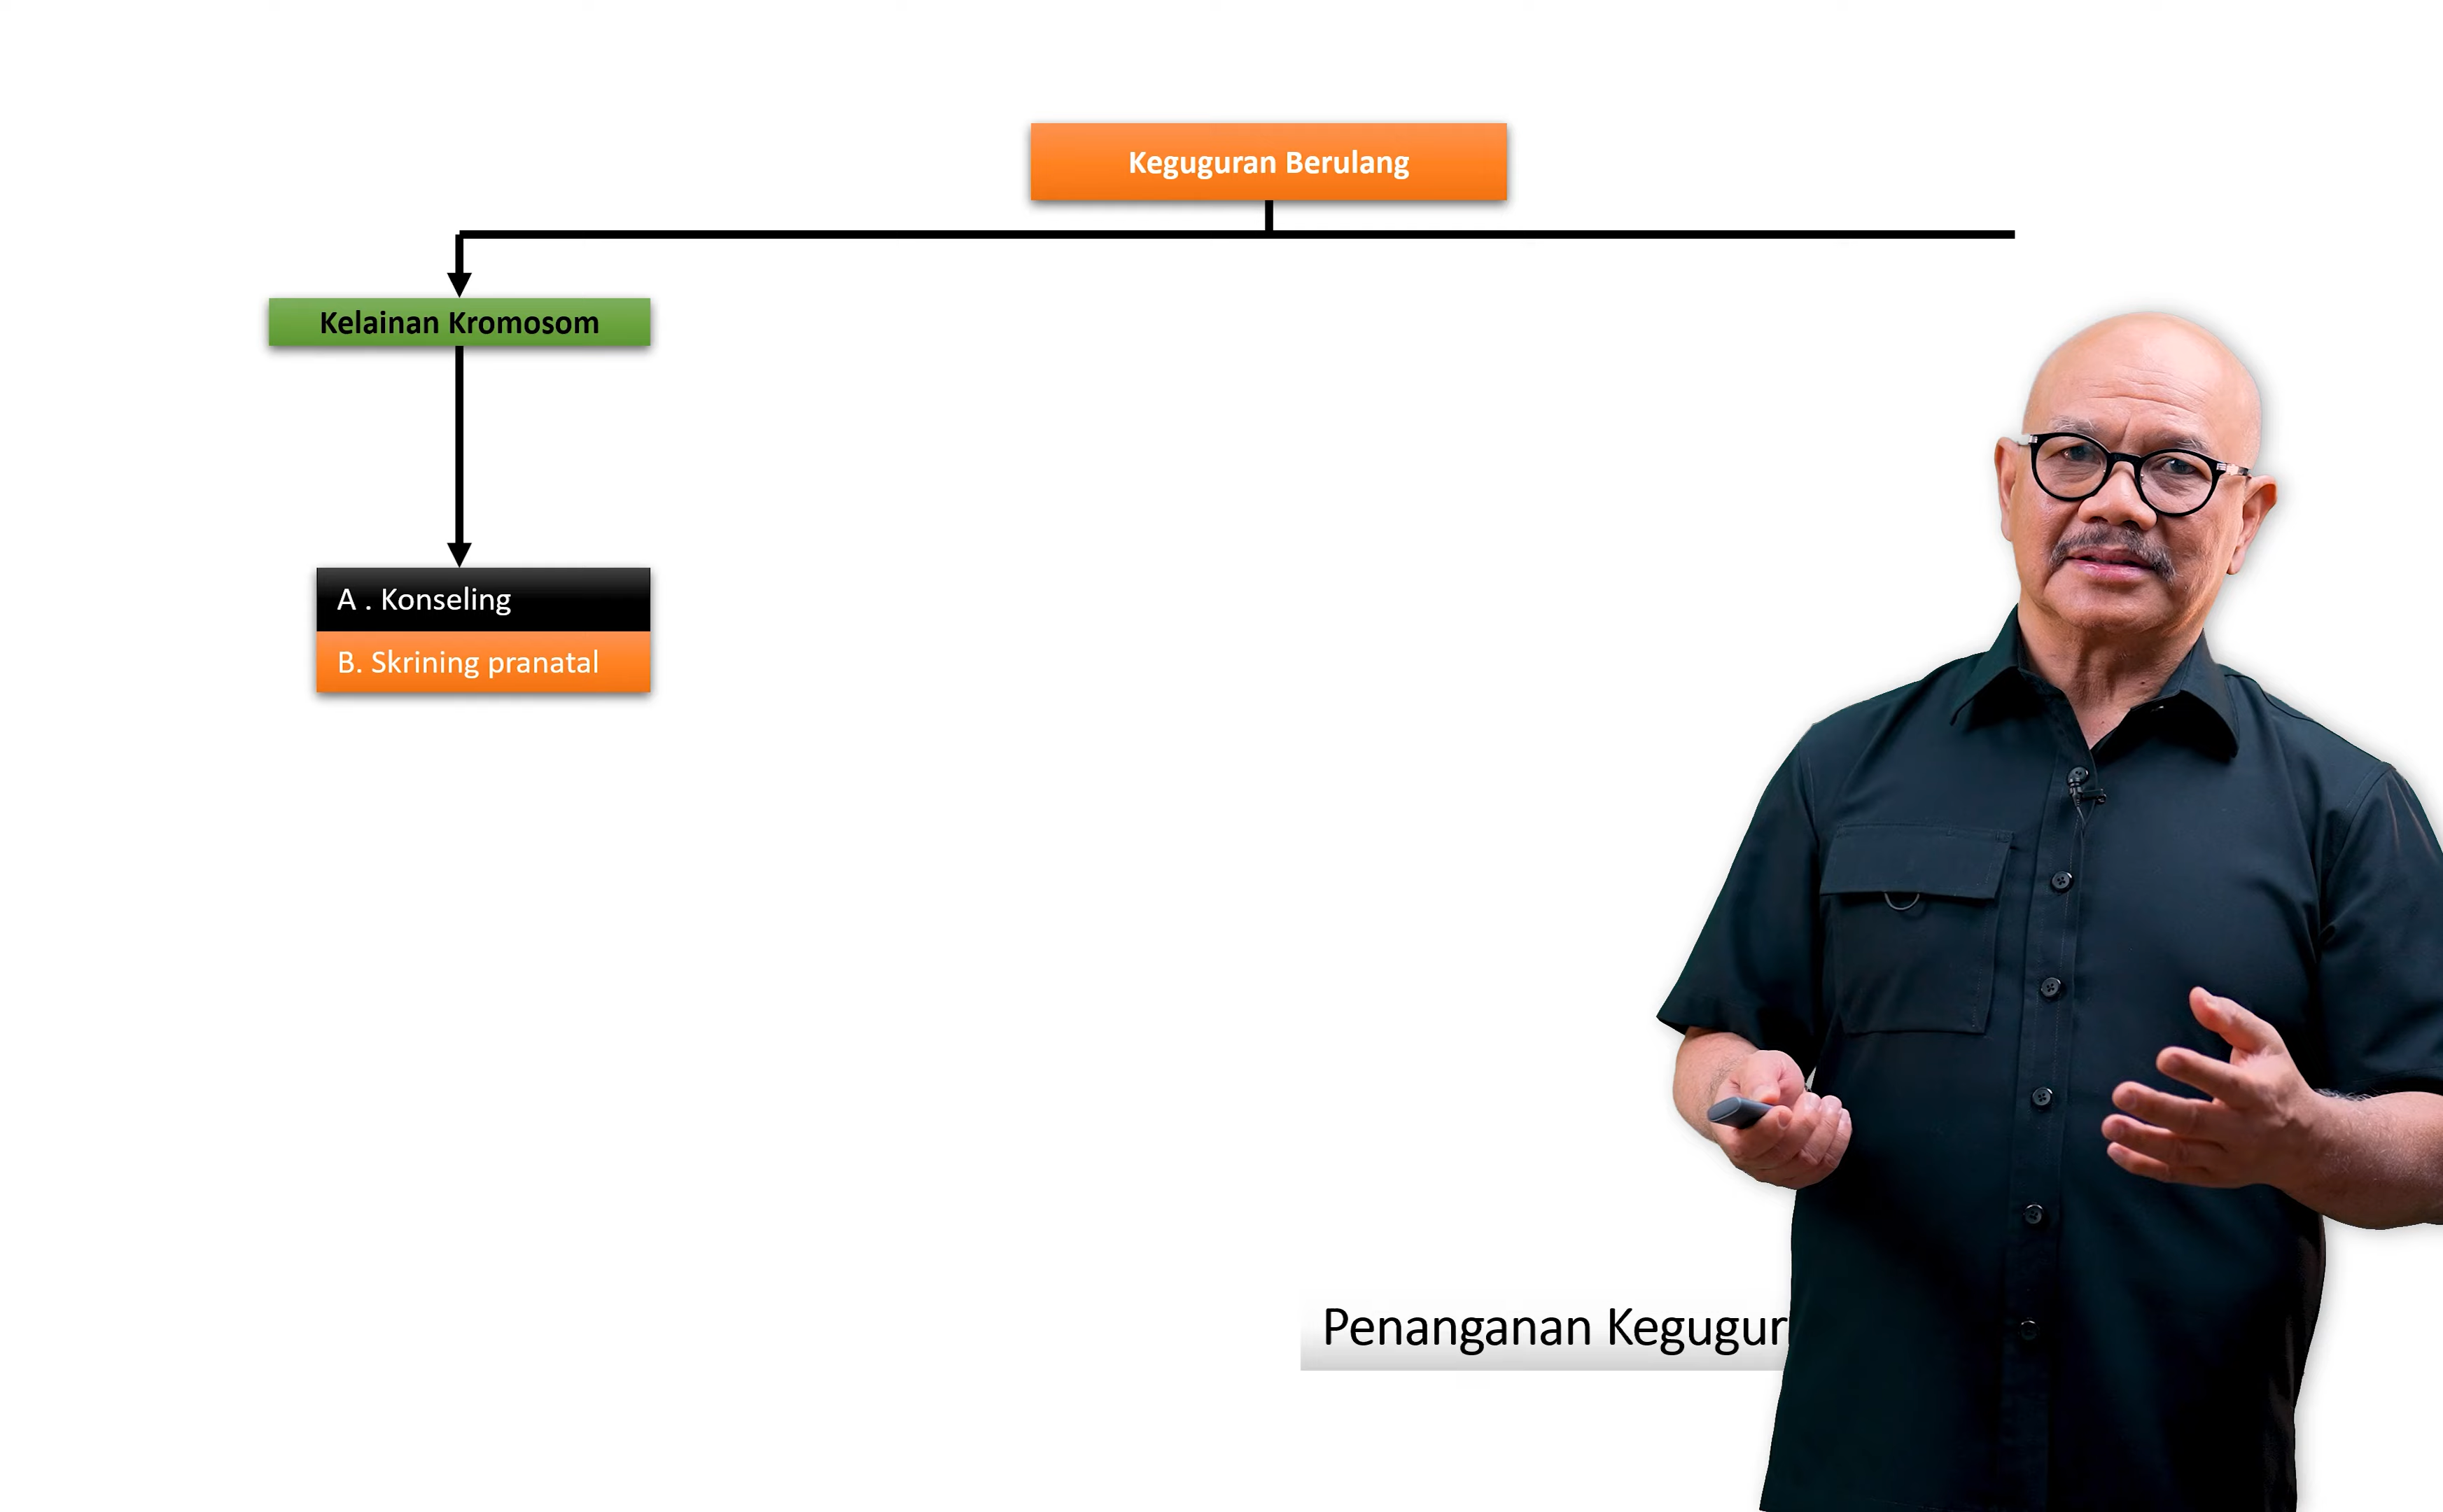 Keguguran Berulang
Kelainan Kromosom
A . Konseling
B. Skrining pranatal
Penanganan Kegugur